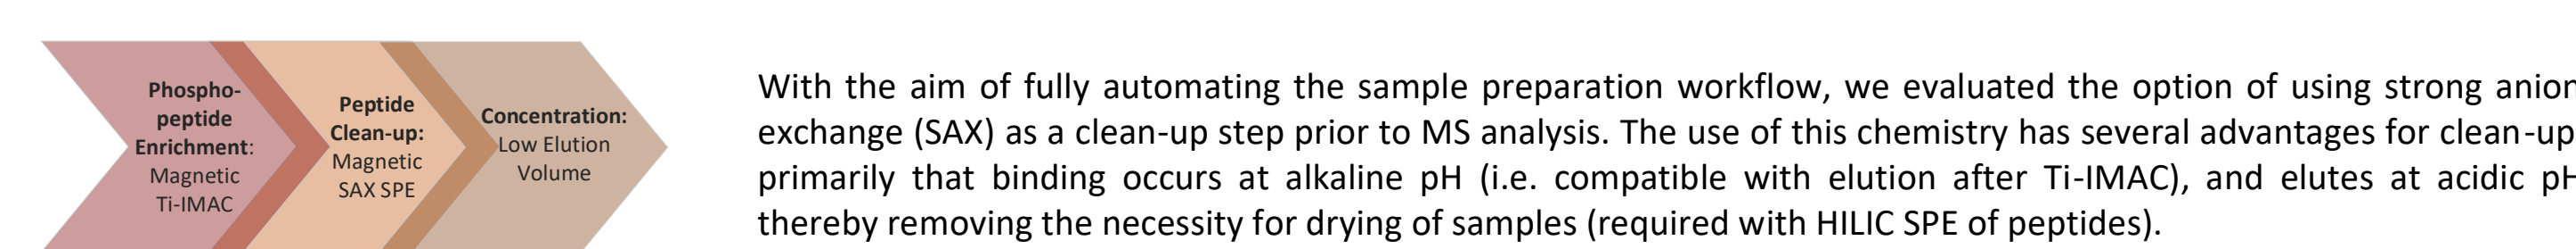 Phospho-
peptide
Enrichment:
Magnetic
Ti-IMAC
Peptide
Clean-up:
Magnetic
SAX SPE
Concentration:
Low Elution
Volume
With the aim of fully automating the sample preparation workflow, we evaluated the option of using strong anion
exchange (SAX) as a clean-up step prior to MS analysis. The use of this chemistry has several advantages for clean-up
primarily that binding occurs at alkaline pH (i.e. compatible with elution after Ti-IMAC), and elutes at acidic pH
thereby removing the necessity for drying of samples (required with HILIC SPE of peptides).